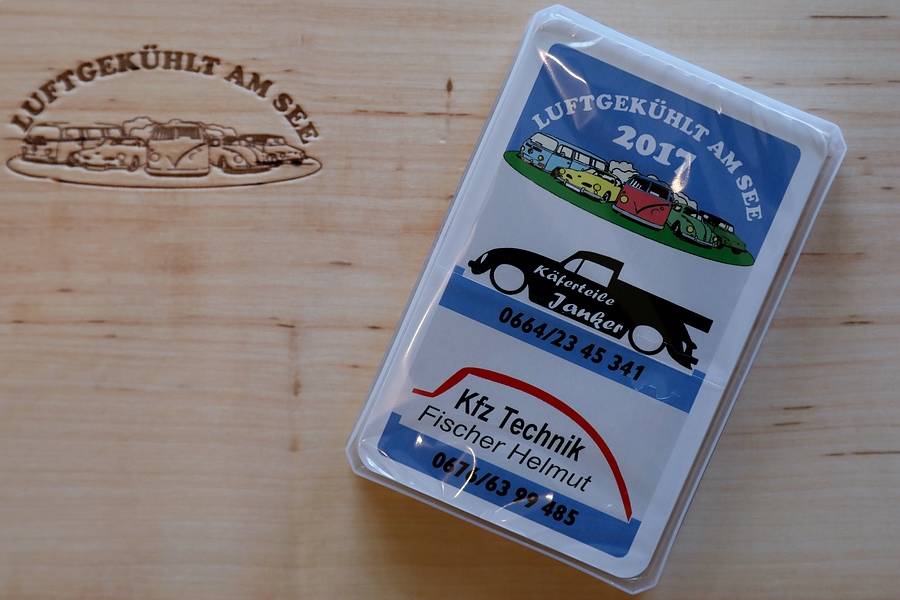 LUFTGEKÜHLT AM SEE
LUFTGEKÜHLT AM SEE
2017
Käferteile
Janker
0664/23 45 341
Kfz Technik
Fischer Helmut
0676/63 99 485